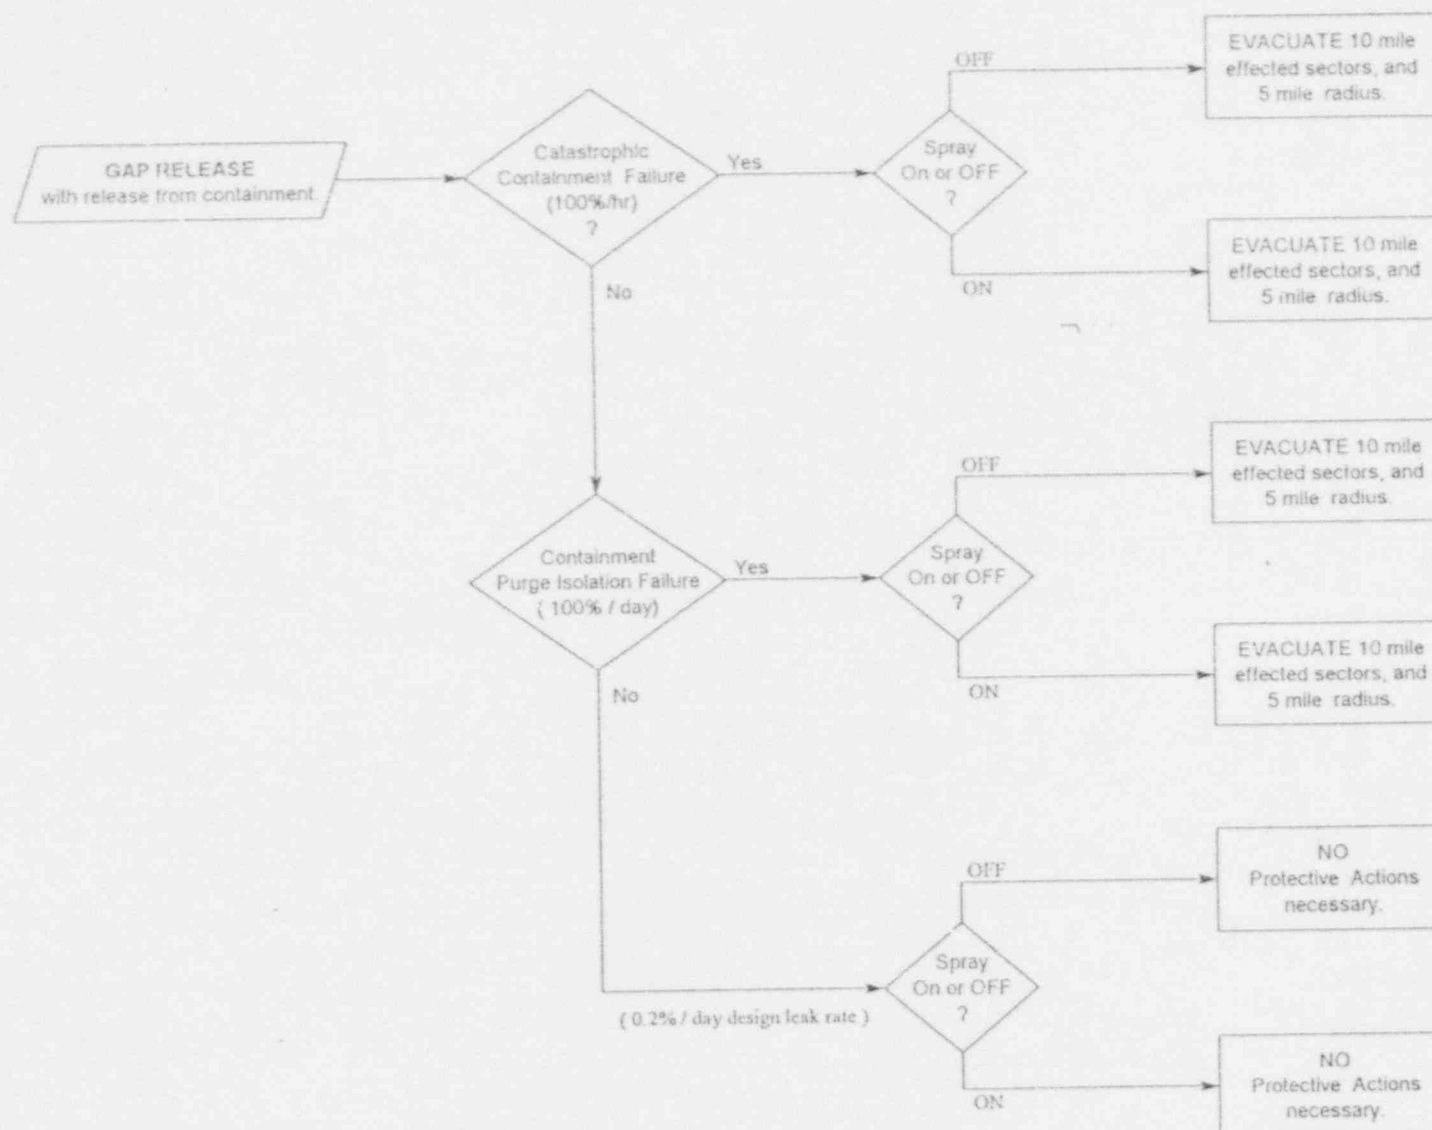 GAP RELEASE
with release from containment.
Catastrophic
Containment Failure
(100%/hr)
?
Yes
No
Spray
On or OFF
?
OFF
EVACUATE 10 mile
effected sectors, and
5 mile radius.
ON
EVACUATE 10 mile
effected sectors, and
5 mile radius.
Containment
Purge Isolation Failure
( 100% / day)
Yes
No
Spray
On or OFF
?
OFF
EVACUATE 10 mile
effected sectors, and
5 mile radius.
ON
EVACUATE 10 mile
effected sectors, and
5 mile radius.
( 0.2% / day design leak rate )
Spray
On or OFF
?
OFF
NO
Protective Actions
necessary.
ON
NO
Protective Actions
necessary.